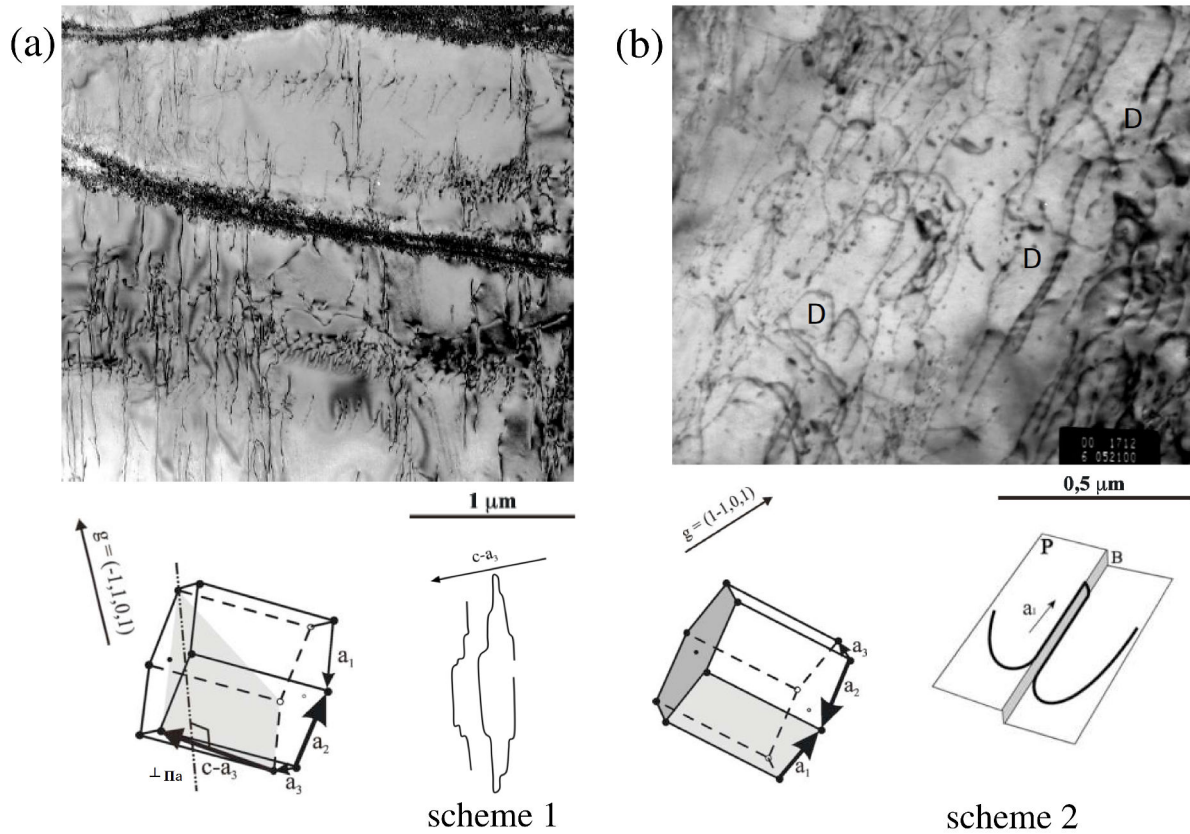 (a)
(b)
D
D
D
00 1712
6 052100
1 μm
0,5 μm
g = (-1,1,0,1)
c-a₃
a₁
a₂
c-a₃
a₃
⊥ Πa
scheme 1
g = (1-1,0,1)
a₃
a₂
a₁
P
B
a₁
scheme 2